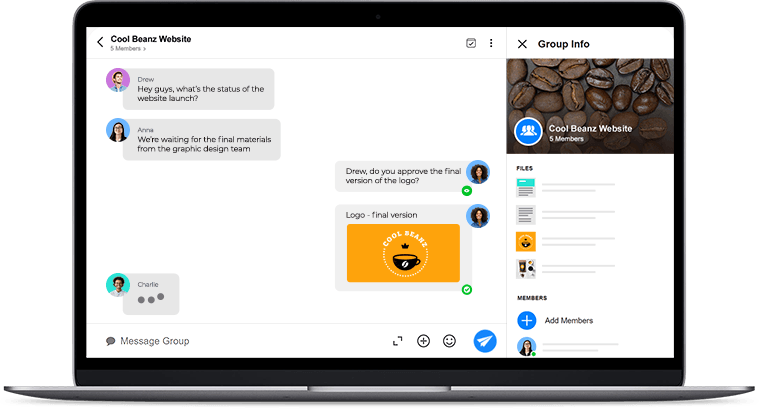 Cool Beanz Website
5 Members >
Drew
Hey guys, what's the status of the
website launch?
Anna
We're waiting for the final materials
from the graphic design team
Drew, do you approve the final
version of the logo?
Logo - final version
COOL BEANZ
Charlie
Message Group
Group Info
Cool Beanz Website
5 Members
FILES
MEMBERS
Add Members